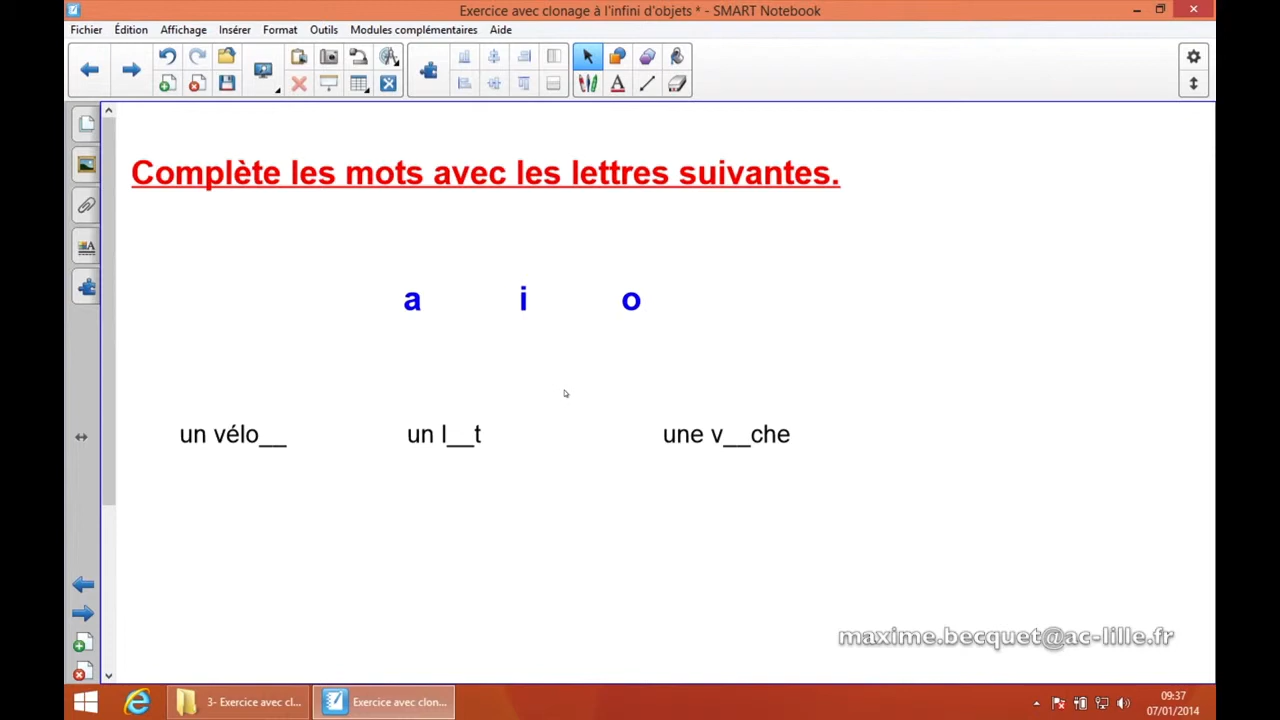 Exercice avec clonage à l'infini d'objets * - SMART Notebook
Fichier Édition Affichage Insérer Format Outils Modules complémentaires Aide
Complète les mots avec les lettres suivantes.
a i o
un vélo__ un l__t une v__che
maxime.becquet@ac-lille.fr
3- Exercice avec clo... Exercice avec clon... 09:37
07/01/2014